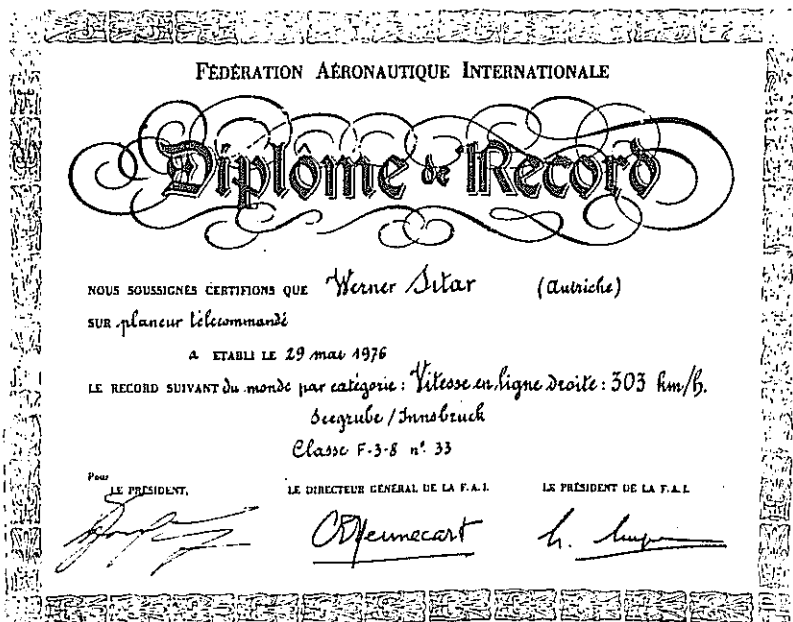 FÉDÉRATION AÉRONAUTIQUE INTERNATIONALE
Diplôme de Record
NOUS SOUSSIGNÉS CERTIFIONS QUE Werner Sitar (Autriche)
SUR planeur télécommandé
a ETABLI LE 29 mai 1976
LE RECORD SUIVANT du monde par catégorie : Vitesse en ligne droite : 303 km/h.
Seegrube / Innsbruck
Classe F-3-8 n° 33
Pour
LE PRÉSIDENT, LE DIRECTEUR GÉNÉRAL DE LA F.A.I. LE PRÉSIDENT DE LA F.A.I.